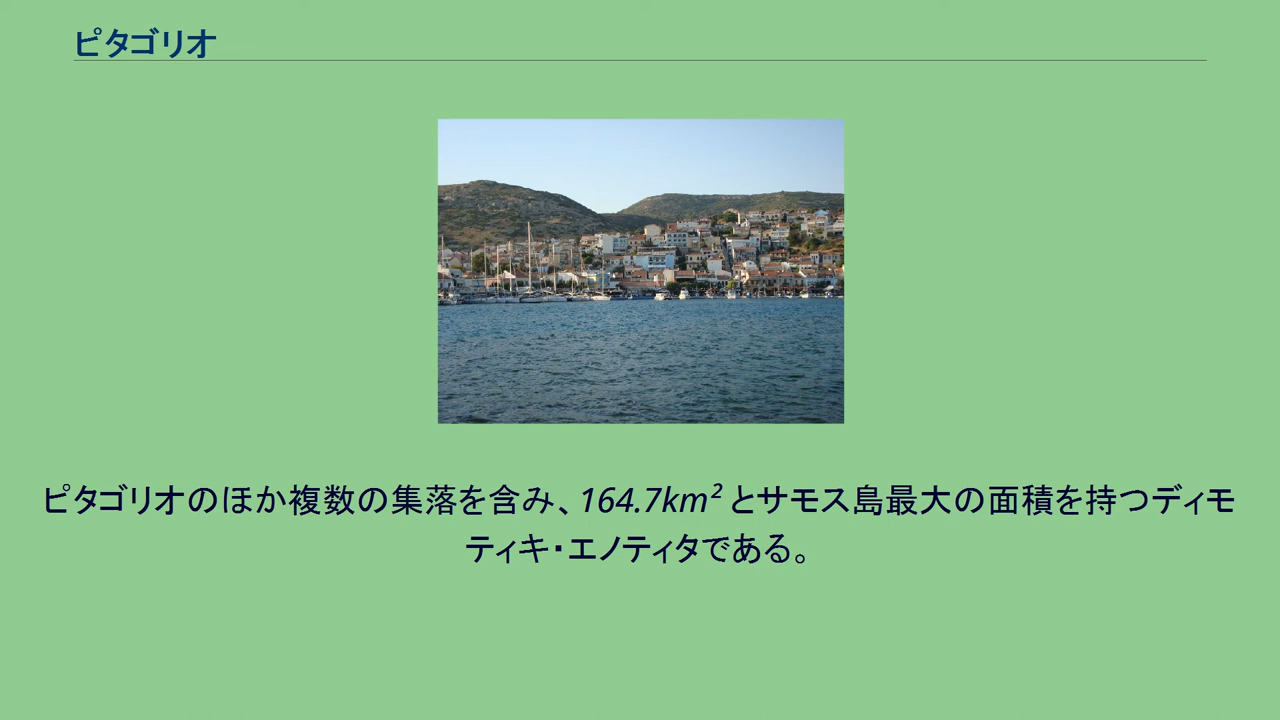 ピタゴリオ
ピタゴリオのほか複数の集落を含み、164.7km² とサモス島最大の面積を持つディモ
ティキ・エノティタである。